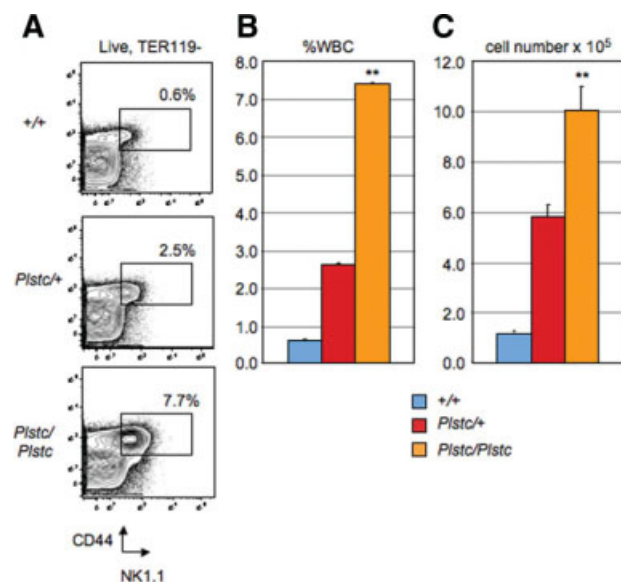 A
Live, TER119-
+/+
0.6%
Plstc/+
2.5%
Plstc/
Plstc
7.7%
CD44
NK1.1
B
%WBC
8.0
7.0
6.0
5.0
4.0
3.0
2.0
1.0
0.0
**
C
cell number x 10⁵
12.0
10.0
8.0
6.0
4.0
2.0
0.0
**
+/+
Plstc/+
Plstc/Plstc